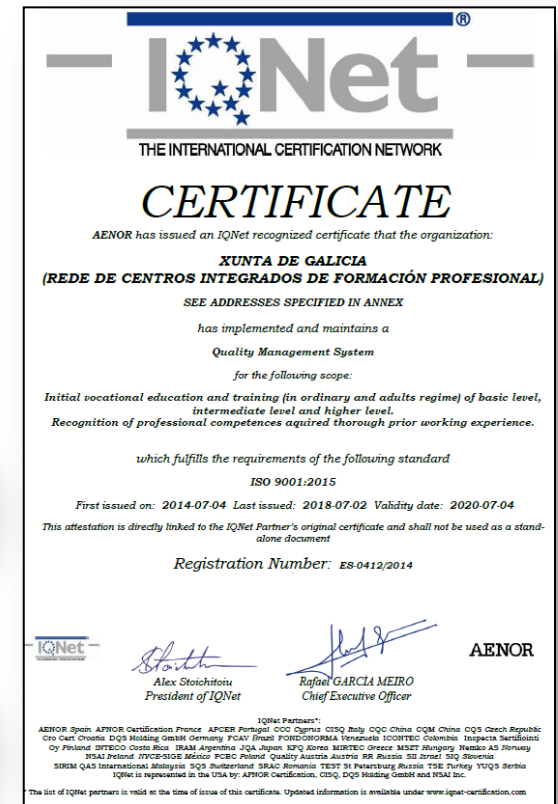 IQNet ®
THE INTERNATIONAL CERTIFICATION NETWORK
CERTIFICATE
AENOR has issued an IQNet recognized certificate that the organization:
XUNTA DE GALICIA
(REDE DE CENTROS INTEGRADOS DE FORMACIÓN PROFESIONAL)
SEE ADDRESSES SPECIFIED IN ANNEX
has implemented and maintains a
Quality Management System
for the following scope:
Initial vocational education and training (in ordinary and adults regime) of basic level,
intermediate level and higher level.
Recognition of professional competences aquired thorough prior working experience.
which fulfills the requirements of the following standard
ISO 9001:2015
First issued on: 2014-07-04 Last issued: 2018-07-02 Validity date: 2020-07-04
This attestation is directly linked to the IQNet Partner's original certificate and shall not be used as a stand-
alone document
Registration Number: ES-0412/2014
IQNet
AENOR
Alex Stoichitoiu
President of IQNet
Rafael GARCÍA MEIRO
Chief Executive Officer
IQNet Partners*:
AENOR Spain AFNOR Certification France APCER Portugal CCC Cyprus CISQ Italy CQC China CQM China CQS Czech Republic
Cro Cert Croatia DQS Holding GmbH Germany FCAV Brazil FONDONORMA Venezuela ICONTEC Colombia Inspecta Sertifiointi
Oy Finland INTECO Costa Rica IRAM Argentina JQA Japan KFQ Korea MIRTEC Greece MSZT Hungary Nemko AS Norway
NSAI Ireland NYCE-SIGE México PCBC Poland Quality Austria Austria RR Russia SII Israel SIQ Slovenia
SIRIM QAS International Malaysia SQS Switzerland SRAC Romania TEST St Petersburg Russia TSE Turkey YUQS Serbia
IQNet is represented in the USA by: AFNOR Certification, CISQ, DQS Holding GmbH and NSAI Inc.
* The list of IQNet partners is valid at the time of issue of this certificate. Updated information is available under www.iqnet-certification.com